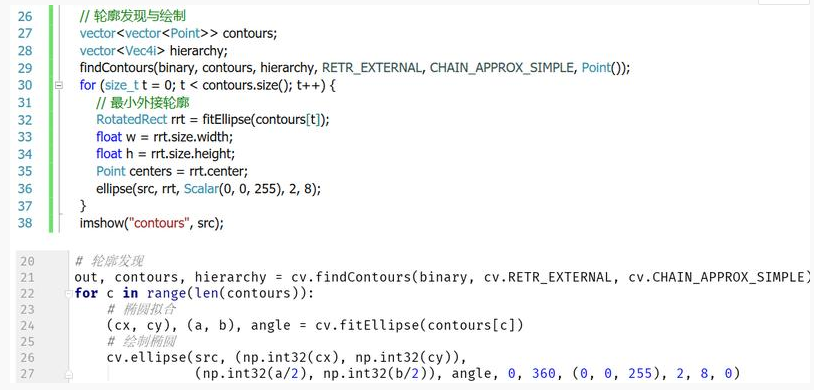 26 // 轮廓发现与绘制
27 vector<vector<Point>> contours;
28 vector<Vec4i> hierarchy;
29 findContours(binary, contours, hierarchy, RETR_EXTERNAL, CHAIN_APPROX_SIMPLE, Point());
30 for (size_t t = 0; t < contours.size(); t++) {
31 // 最小外接轮廓
32 RotatedRect rrt = fitEllipse(contours[t]);
33 float w = rrt.size.width;
34 float h = rrt.size.height;
35 Point centers = rrt.center;
36 ellipse(src, rrt, Scalar(0, 0, 255), 2, 8);
37 }
38 imshow("contours", src);
20 # 轮廓发现
21 out, contours, hierarchy = cv.findContours(binary, cv.RETR_EXTERNAL, cv.CHAIN_APPROX_SIMPLE)
22 for c in range(len(contours)):
23 # 椭圆拟合
24 (cx, cy), (a, b), angle = cv.fitEllipse(contours[c])
25 # 绘制椭圆
26 cv.ellipse(src, (np.int32(cx), np.int32(cy)),
27 (np.int32(a/2), np.int32(b/2)), angle, 0, 360, (0, 0, 255), 2, 8, 0)